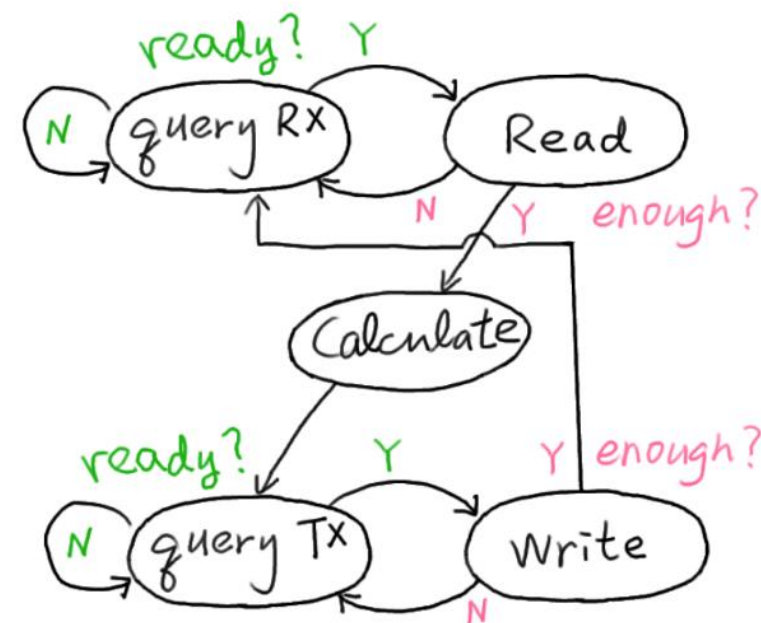 ready? Y
N query Rx Read
N Y enough?
Calculate
ready? Y Y enough?
N query Tx Write
N